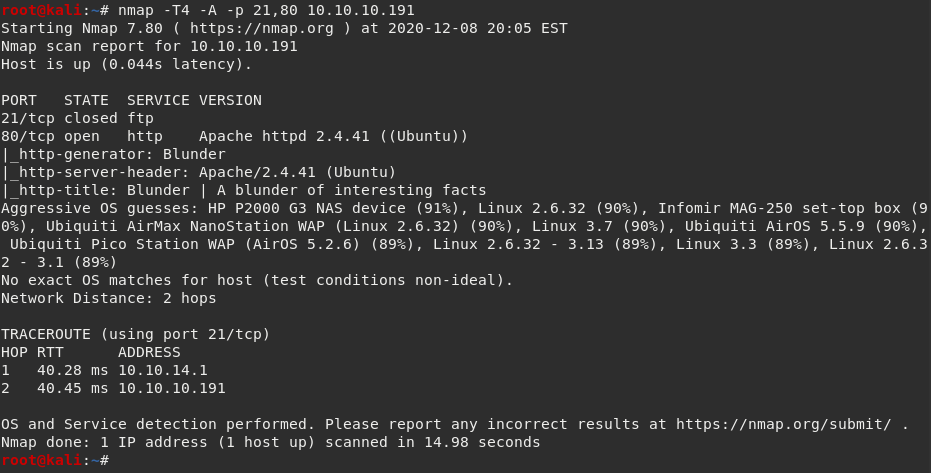 root@kali:~# nmap -T4 -A -p 21,80 10.10.10.191
Starting Nmap 7.80 ( https://nmap.org ) at 2020-12-08 20:05 EST
Nmap scan report for 10.10.10.191
Host is up (0.044s latency).

PORT   STATE  SERVICE VERSION
21/tcp closed ftp
80/tcp open   http    Apache httpd 2.4.41 ((Ubuntu))
|_http-generator: Blunder
|_http-server-header: Apache/2.4.41 (Ubuntu)
|_http-title: Blunder | A blunder of interesting facts
Aggressive OS guesses: HP P2000 G3 NAS device (91%), Linux 2.6.32 (90%), Infomir MAG-250 set-top box (9
0%), Ubiquiti AirMax NanoStation WAP (Linux 2.6.32) (90%), Linux 3.7 (90%), Ubiquiti AirOS 5.5.9 (90%),
 Ubiquiti Pico Station WAP (AirOS 5.2.6) (89%), Linux 2.6.32 - 3.13 (89%), Linux 3.3 (89%), Linux 2.6.3
2 - 3.1 (89%)
No exact OS matches for host (test conditions non-ideal).
Network Distance: 2 hops

TRACEROUTE (using port 21/tcp)
HOP RTT      ADDRESS
1   40.28 ms 10.10.14.1
2   40.45 ms 10.10.10.191

OS and Service detection performed. Please report any incorrect results at https://nmap.org/submit/ .
Nmap done: 1 IP address (1 host up) scanned in 14.98 seconds
root@kali:~#